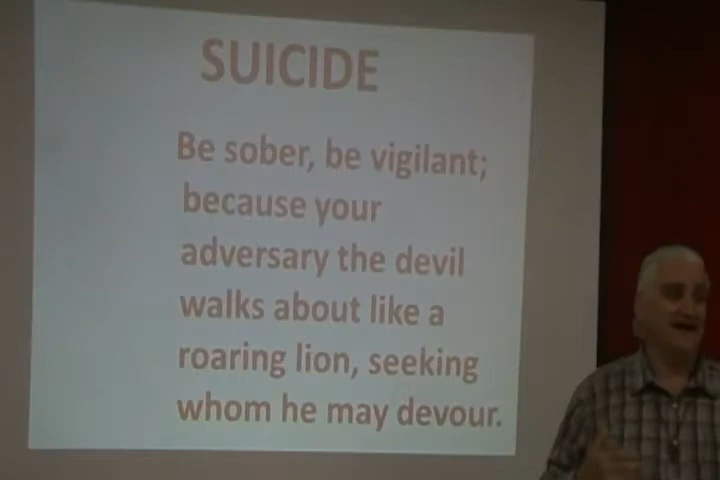 SUICIDE
Be sober, be vigilant;
because your
adversary the devil
walks about like a
roaring lion, seeking
whom he may devour.